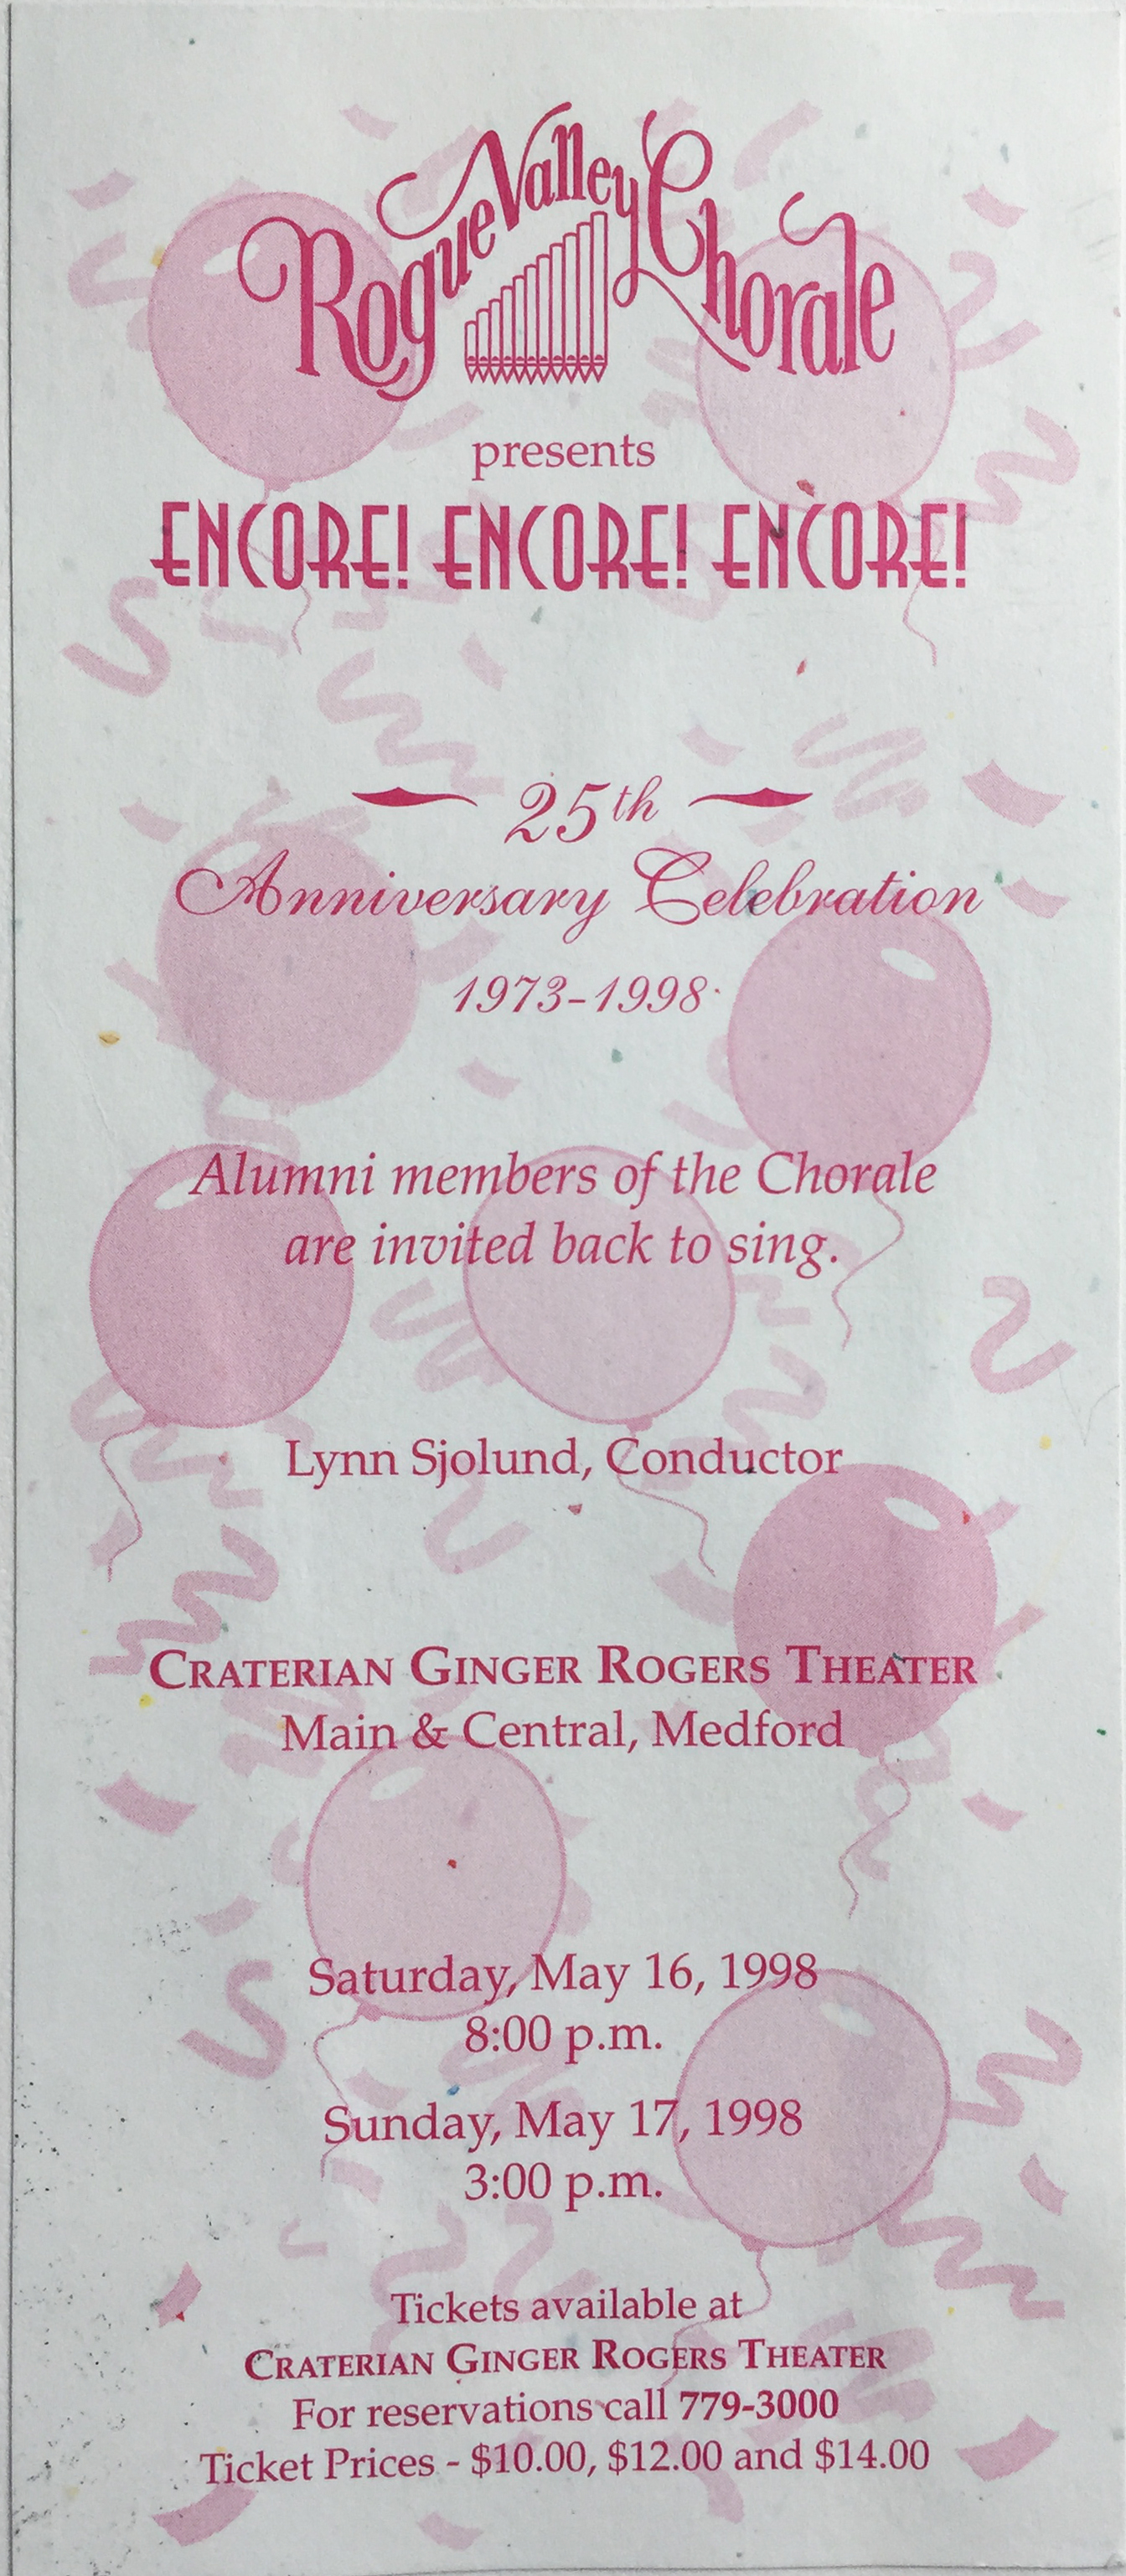 Rogue Valley Chorale
presents
ENCORE! ENCORE! ENCORE!
25th
Anniversary Celebration
1973-1998
Alumni members of the Chorale
are invited back to sing.
Lynn Sjolund, Conductor
CRATERIAN GINGER ROGERS THEATER
Main & Central, Medford
Saturday, May 16, 1998
8:00 p.m.
Sunday, May 17, 1998
3:00 p.m.
Tickets available at
CRATERIAN GINGER ROGERS THEATER
For reservations call 779-3000
Ticket Prices - $10.00, $12.00 and $14.00